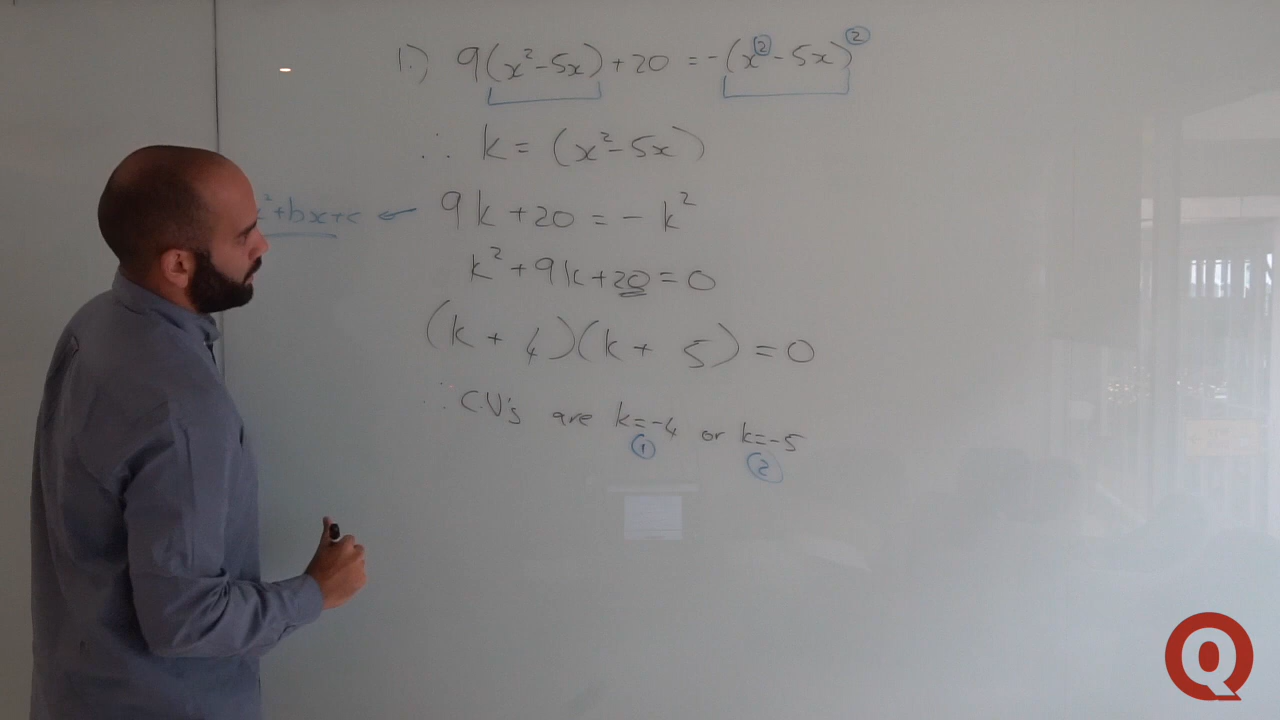 1.) 9(x²-5x)+20 = -(x²-5x)²
∴ k = (x²-5x)
x²+bx+c ← 9k+20 = -k²
k²+9k+20=0
(k+4)(k+5)=0
∴ C.V's are k=-4 or k=-5
① ②
Q